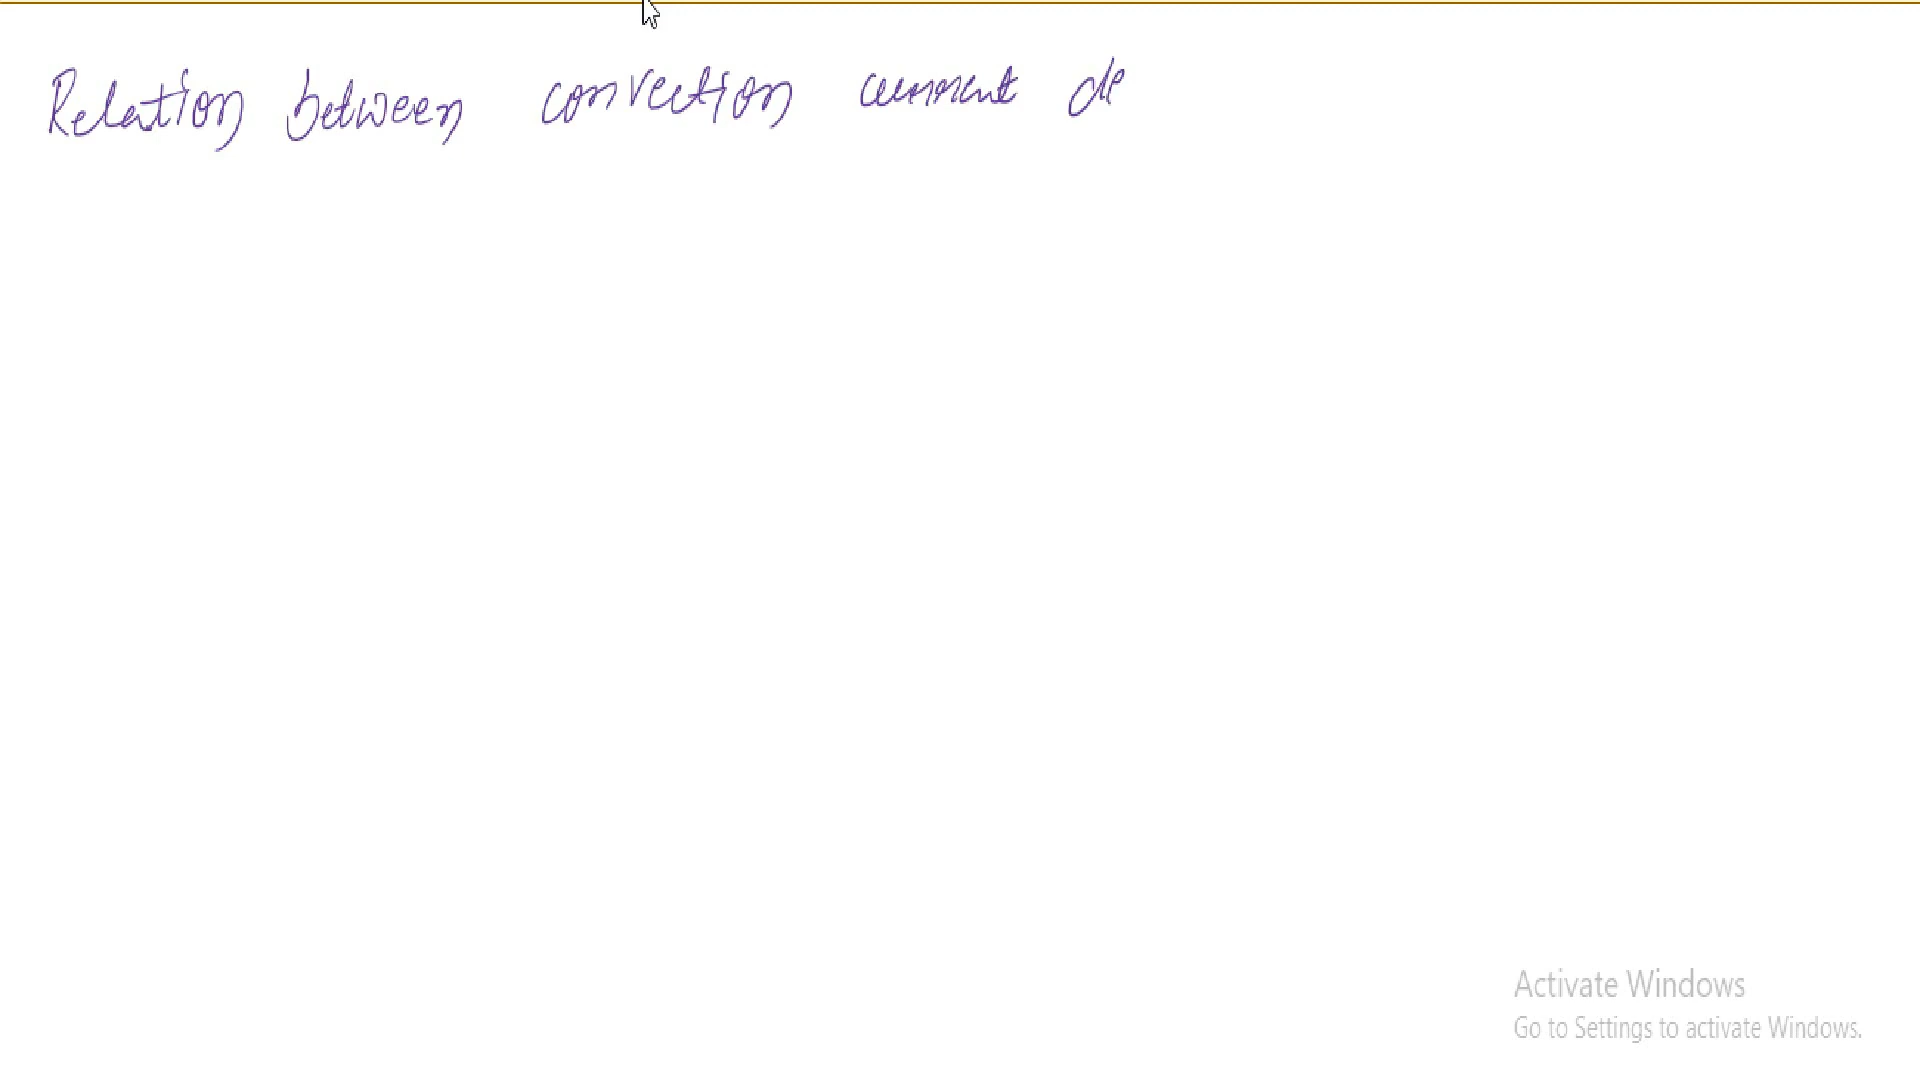 Relation between convection current de
Activate Windows
Go to Settings to activate Windows.